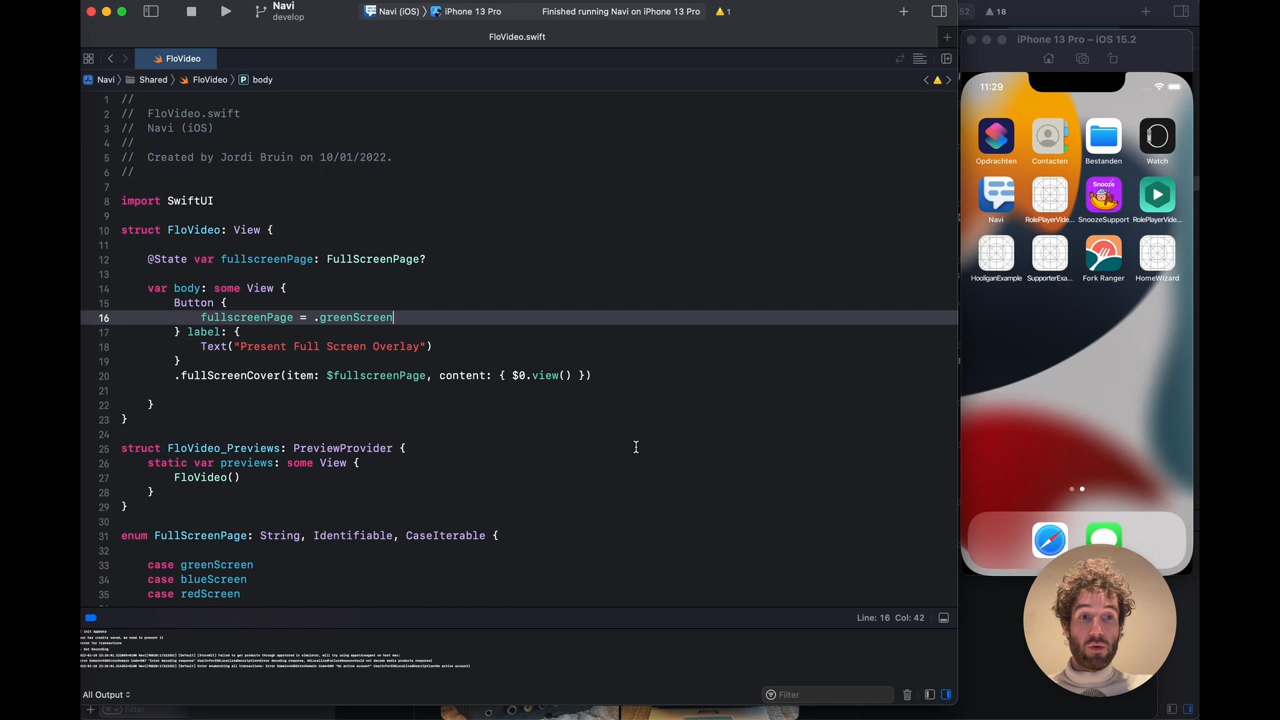 Navi
develop
Navi (iOS) 〉 iPhone 13 Pro
Finished running Navi on iPhone 13 Pro
1
52
18
FloVideo.swift
FloVideo
Navi 〉 Shared 〉 FloVideo 〉 P body
1 //
2 //  FloVideo.swift
3 //  Navi (iOS)
4 //
5 //  Created by Jordi Bruin on 10/01/2022.
6 //
7
8 import SwiftUI
9
10 struct FloVideo: View {
11
12 @State var fullscreenPage: FullScreenPage?
13
14 var body: some View {
15 Button {
16 fullscreenPage = .greenScreen
17 } label: {
18 Text("Present Full Screen Overlay")
19 }
20 .fullScreenCover(item: $fullscreenPage, content: { $0.view() })
21
22 }
23 }
24
25 struct FloVideo_Previews: PreviewProvider {
26 static var previews: some View {
27 FloVideo()
28 }
29 }
30
31 enum FullScreenPage: String, Identifiable, CaseIterable {
32
33 case greenScreen
34 case blueScreen
35 case redScreen
Line: 16 Col: 42
All Output
Filter
Filter
iPhone 13 Pro – iOS 15.2
11:29
Opdrachten
Contacten
Bestanden
Watch
Navi
RolePlayerVide...
Snooze
SnoozeSupport
RolePlayerVide...
HooliganExample
SupporterExa...
Fork Ranger
HomeWizard